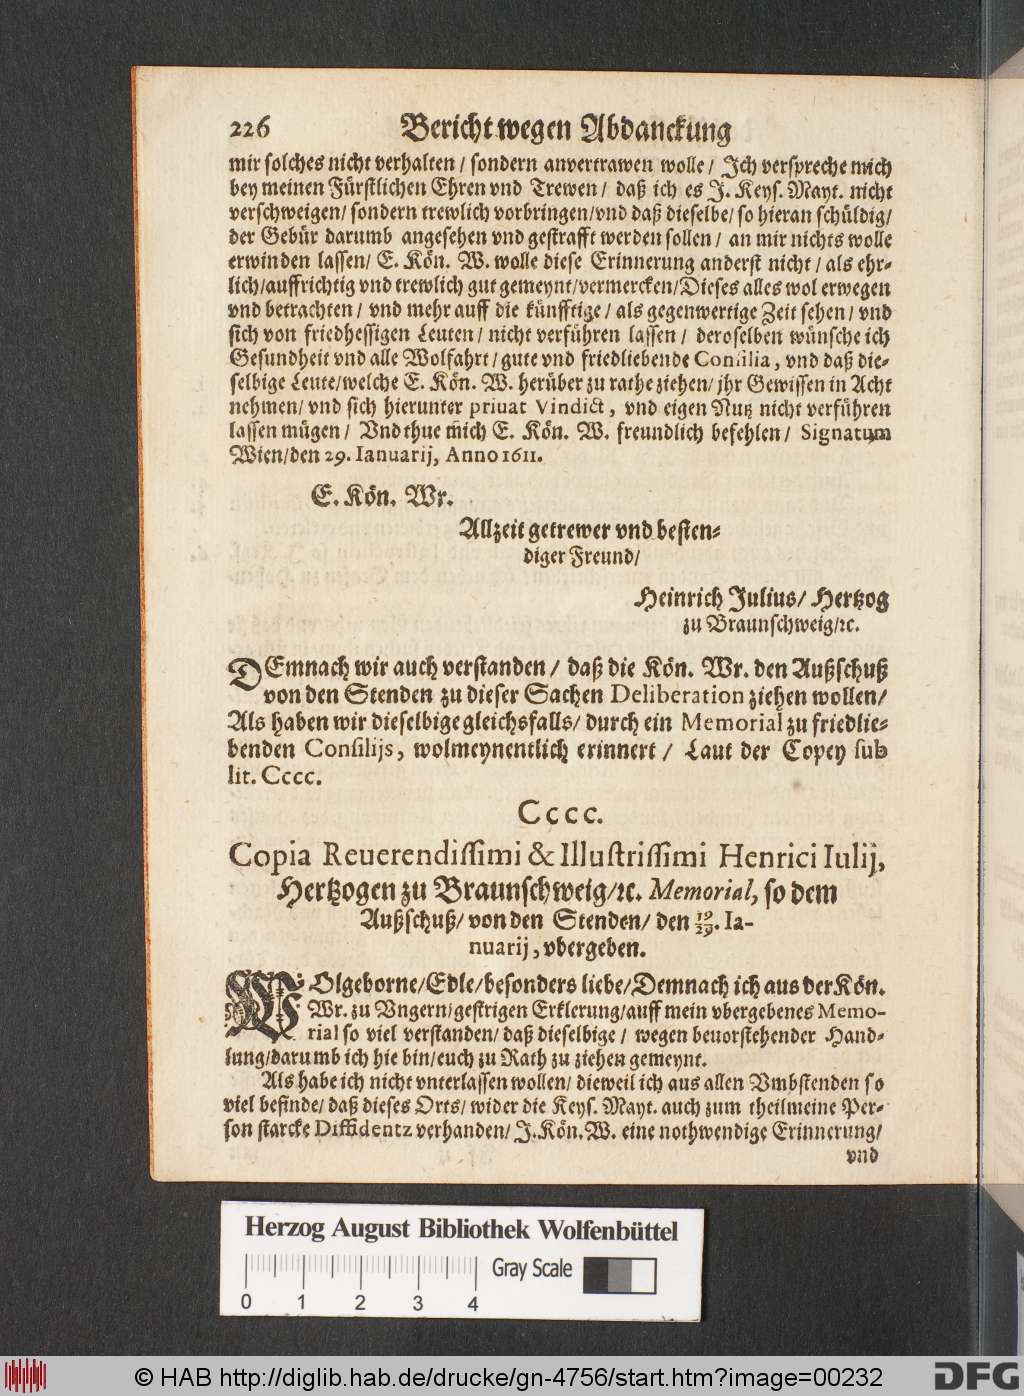 226 Bericht wegen Abdanckung
mir solches nicht verhalten / sondern anvertrawen wolle / Ich verspreche mich
bey meinen Fürstlichen Ehren vnd Trewen / daß ich es J. Keys. Mayt. nicht
verschweigen / sondern trewlich vorbringen / vnd daß dieselbe / so hieran schüldig /
der Gebür darumb angesehen vnd gestrafft werden sollen / an mir nichts wolle
erwinden lassen / E. Kön. W. wolle diese Erinnerung anderst nicht / als ehr-
lich / auffrichtig vnd trewlich gut gemeynt / vermercken / Dieses alles wol erwegen
vnd betrachten / vnd mehr auff die künfftige / als gegenwertige Zeit sehen / vnd
sich von friedhessigen Leuten / nicht verführen lassen / deroselben wünsche ich
Gesundheit vnd alle Wolfahrt / gute vnd friedliebende Consilia, vnd daß die-
selbige Leute / welche E. Kön. W. herüber zu rathe ziehen / jhr Gewissen in Acht
nehmen / vnd sich hierunter priuat Vindict, vnd eigen Nutz nicht verführen
lassen mügen / Vnd thue mich E. Kön. W. freundlich befehlen / Signatum
Wien / den 29. Ianuarij, Anno 1611.
E. Kön. Wr.
Allzeit getrewer vnd besten-
diger Freund /
Heinrich Julius / Hertzog
zu Braunschweig / ꝛc.
DEmnach wir auch verstanden / daß die Kön. Wr. den Außschuß
von den Stenden zu dieser Sachen Deliberation ziehen wollen /
Als haben wir dieselbige gleichsfalls / durch ein Memorial zu friedlie-
benden Consilijs, wolmeynentlich erinnert / Laut der Copey sub
lit. Cccc.
Cccc.
Copia Reuerendissimi & Illustrissimi Henrici Iulij,
Hertzogen zu Braunschweig / ꝛc. Memorial, so dem
Außschuß / von den Stenden / den 19/29. Ia-
nuarij, vbergeben.
WOlgeborne / Edle / besonders liebe / Demnach ich aus der Kön.
Wr. zu Vngern / gestrigen Erklerung / auff mein vbergebenes Memo-
rial so viel verstanden / daß dieselbige / wegen beuorstehender Hand-
lung / darumb ich hie bin / euch zu Rath zu ziehen gemeynt.
Als habe ich nicht vnterlassen wollen / dieweil ich aus allen Vmbstenden so
viel befinde / daß dieses Orts / wider die Keys. Mayt. auch zum theil meine Per-
son starcke Diffidentz verhanden / J. Kön. W. eine nothwendige Erinnerung /
vnd
Herzog August Bibliothek Wolfenbüttel
0 1 2 3 4 Gray Scale
© HAB http://diglib.hab.de/drucke/gn-4756/start.htm?image=00232
DFG